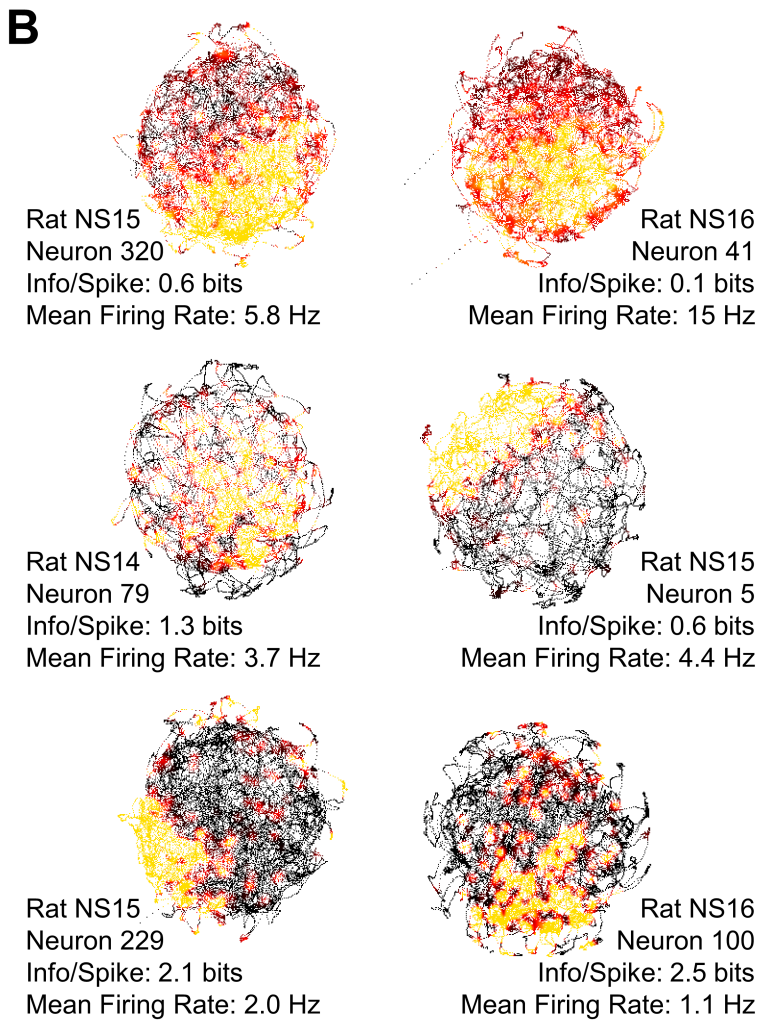 B
Rat NS15
Neuron 320
Info/Spike: 0.6 bits
Mean Firing Rate: 5.8 Hz
Rat NS16
Neuron 41
Info/Spike: 0.1 bits
Mean Firing Rate: 15 Hz
Rat NS14
Neuron 79
Info/Spike: 1.3 bits
Mean Firing Rate: 3.7 Hz
Rat NS15
Neuron 5
Info/Spike: 0.6 bits
Mean Firing Rate: 4.4 Hz
Rat NS15
Neuron 229
Info/Spike: 2.1 bits
Mean Firing Rate: 2.0 Hz
Rat NS16
Neuron 100
Info/Spike: 2.5 bits
Mean Firing Rate: 1.1 Hz